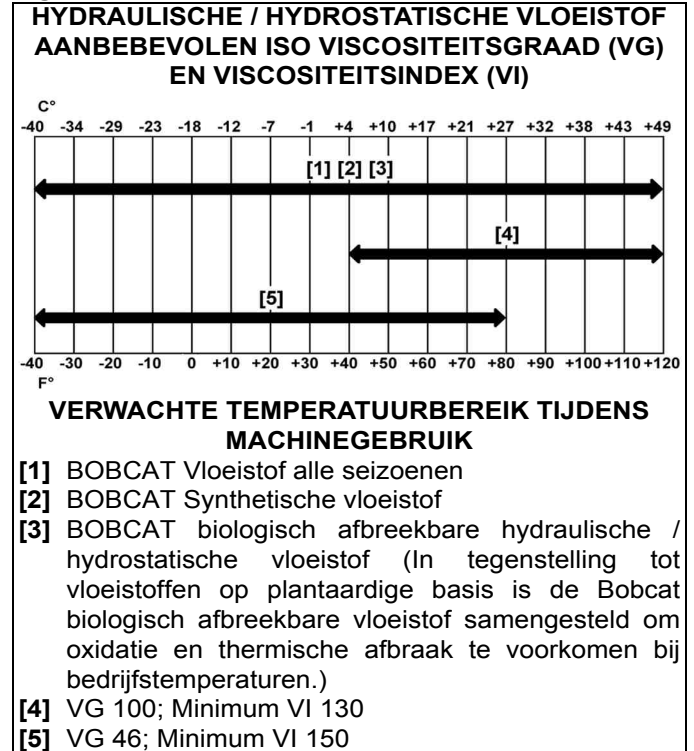 HYDRAULISCHE / HYDROSTATISCHE VLOEISTOF
AANBEBEVOLEN ISO VISCOSITEITSGRAAD (VG)
EN VISCOSITEITSINDEX (VI)
C°
-40 -34 -29 -23 -18 -12 -7 -1 +4 +10 +17 +21 +27 +32 +38 +43 +49
[1] [2] [3]
[4]
[5]
-40 -30 -20 -10 0 +10 +20 +30 +40 +50 +60 +70 +80 +90 +100 +110 +120
F°
VERWACHTE TEMPERATUURBEREIK TIJDENS
MACHINEGEBRUIK
[1] BOBCAT Vloeistof alle seizoenen
[2] BOBCAT Synthetische vloeistof
[3] BOBCAT biologisch afbreekbare hydraulische /
hydrostatische vloeistof (In tegenstelling tot
vloeistoffen op plantaardige basis is de Bobcat
biologisch afbreekbare vloeistof samengesteld om
oxidatie en thermische afbraak te voorkomen bij
bedrijfstemperaturen.)
[4] VG 100; Minimum VI 130
[5] VG 46; Minimum VI 150